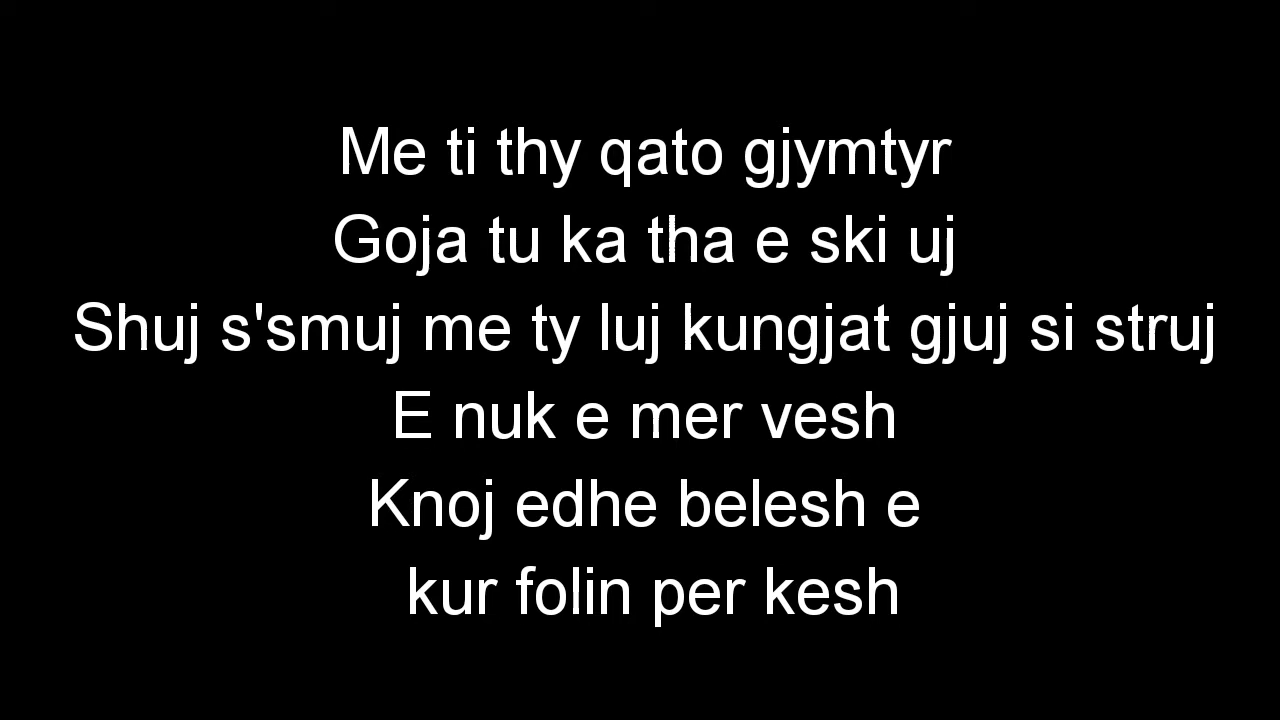 Me ti thy qato gjymtyr
Goja tu ka tha e ski uj
Shuj s'smuj me ty luj kungjat gjuj si struj
E nuk e mer vesh
Knoj edhe belesh e
kur folin per kesh